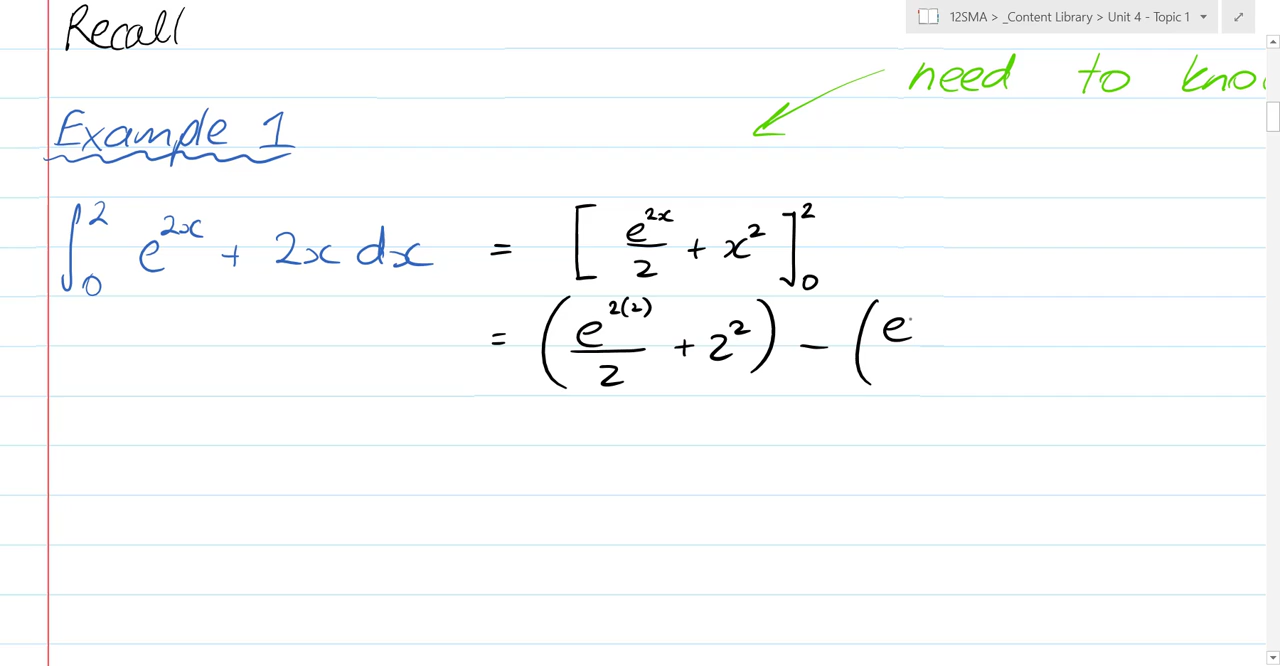 Recall
12SMA > _Content Library > Unit 4 - Topic 1
need to kno
Example 1
∫₀² e^{2x} + 2x dx = [ e^{2x}/2 + x² ]₀²
= ( e^{2(2)}/2 + 2² ) − ( e